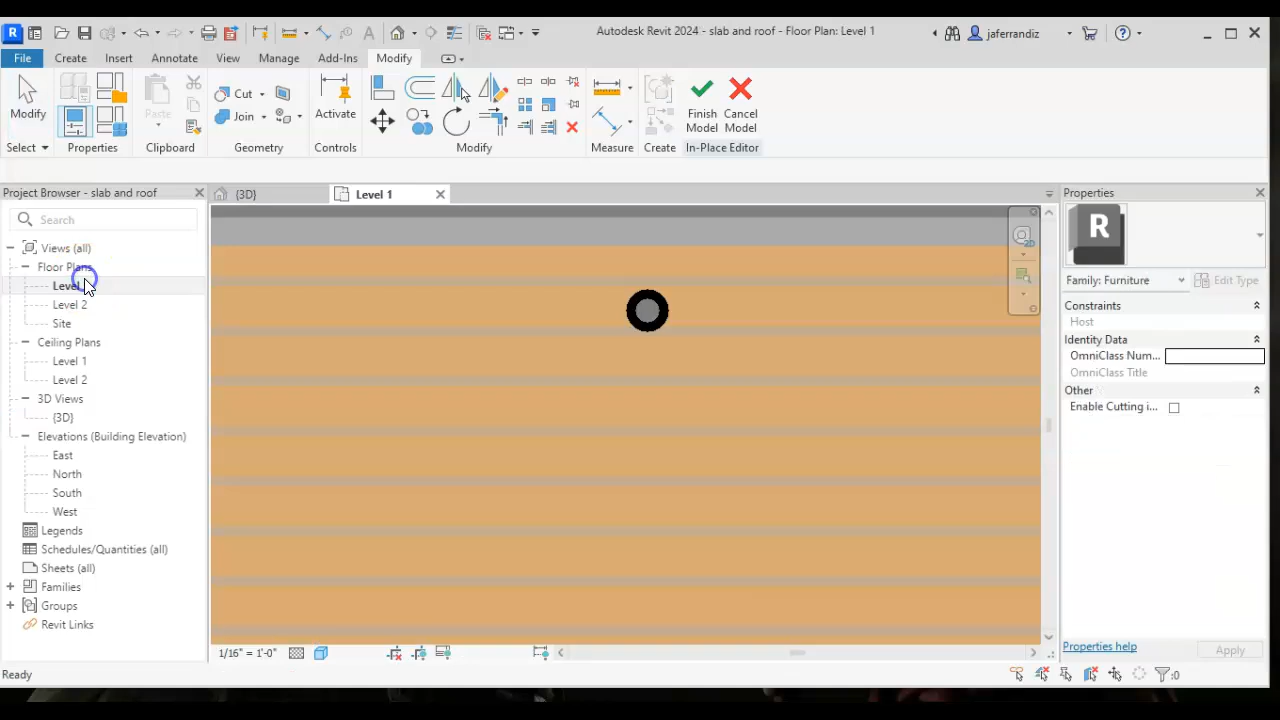 R
Autodesk Revit 2024 - slab and roof - Floor Plan: Level 1
jaferrandiz
File Create Insert Annotate View Manage Add-Ins Modify
Modify
Paste
Cut
Join
Activate
Finish
Model
Cancel
Model
Select Properties Clipboard Geometry Controls Modify Measure Create In-Place Editor
Project Browser - slab and roof
{3D}
Level 1
Properties
Search
Views (all)
Floor Plans
Level
Level 2
Site
Ceiling Plans
Level 1
Level 2
3D Views
{3D}
Elevations (Building Elevation)
East
North
South
West
Legends
Schedules/Quantities (all)
Sheets (all)
Families
Groups
Revit Links
2D
R
Family: Furniture
Edit Type
Constraints
Host
Identity Data
OmniClass Num...
OmniClass Title
Other
Enable Cutting i...
Properties help
Apply
1/16" = 1'-0"
Ready
:0